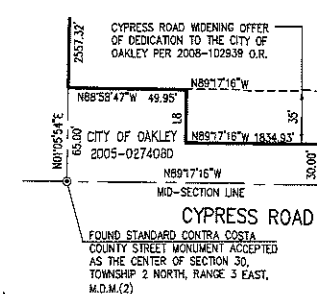 2557.32'
CYPRESS ROAD WIDENING OFFER
OF DEDICATION TO THE CITY OF
OAKLEY PER 2008-102939 O.R.
N88°58'47"W 49.95'
N89°17'16"W
18'
35'
N01°05'54"E
65.00'
CITY OF OAKLEY
2005-0274080
N89°17'16"W 1834.93'
30.00'
N89°17'16"W
MID-SECTION LINE
CYPRESS ROAD
FOUND STANDARD CONTRA COSTA
COUNTY STREET MONUMENT ACCEPTED
AS THE CENTER OF SECTION 30,
TOWNSHIP 2 NORTH, RANGE 3 EAST,
M.D.M.(2)